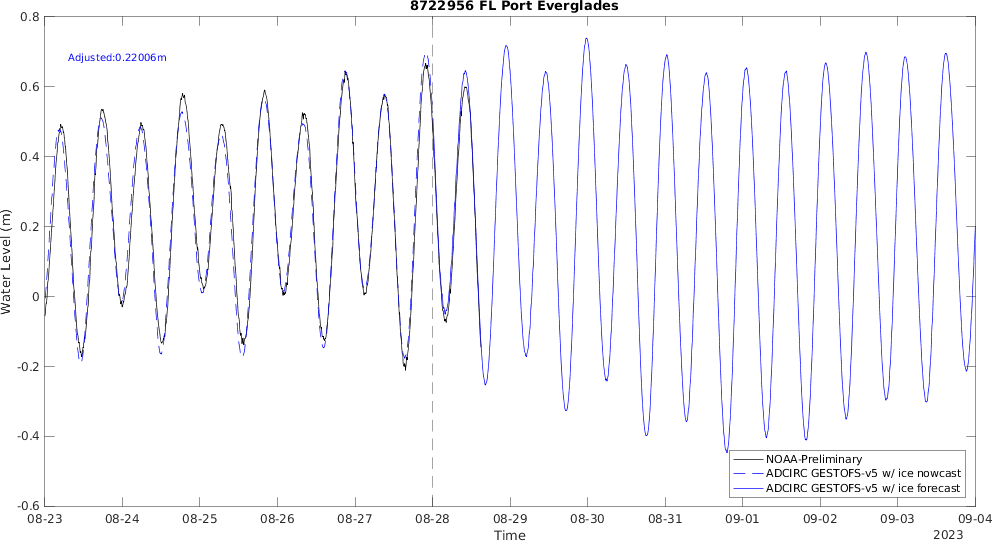 8722956 FL Port Everglades
Adjusted:0.22006m
Water Level (m)
0.8
0.6
0.4
0.2
0
-0.2
-0.4
-0.6
NOAA-Preliminary
ADCIRC GESTOFS-v5 w/ ice nowcast
ADCIRC GESTOFS-v5 w/ ice forecast
08-23 08-24 08-25 08-26 08-27 08-28 08-29 08-30 08-31 09-01 09-02 09-03 09-04
Time
2023